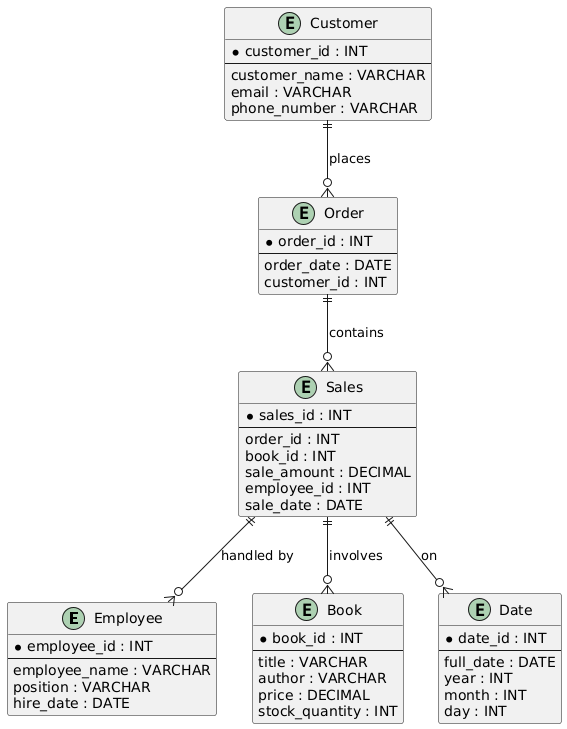 E Customer
* customer_id : INT
customer_name : VARCHAR
email : VARCHAR
phone_number : VARCHAR
places
E Order
* order_id : INT
order_date : DATE
customer_id : INT
contains
E Sales
* sales_id : INT
order_id : INT
book_id : INT
sale_amount : DECIMAL
employee_id : INT
sale_date : DATE
handled by
involves
on
E Employee
* employee_id : INT
employee_name : VARCHAR
position : VARCHAR
hire_date : DATE
E Book
* book_id : INT
title : VARCHAR
author : VARCHAR
price : DECIMAL
stock_quantity : INT
E Date
* date_id : INT
full_date : DATE
year : INT
month : INT
day : INT